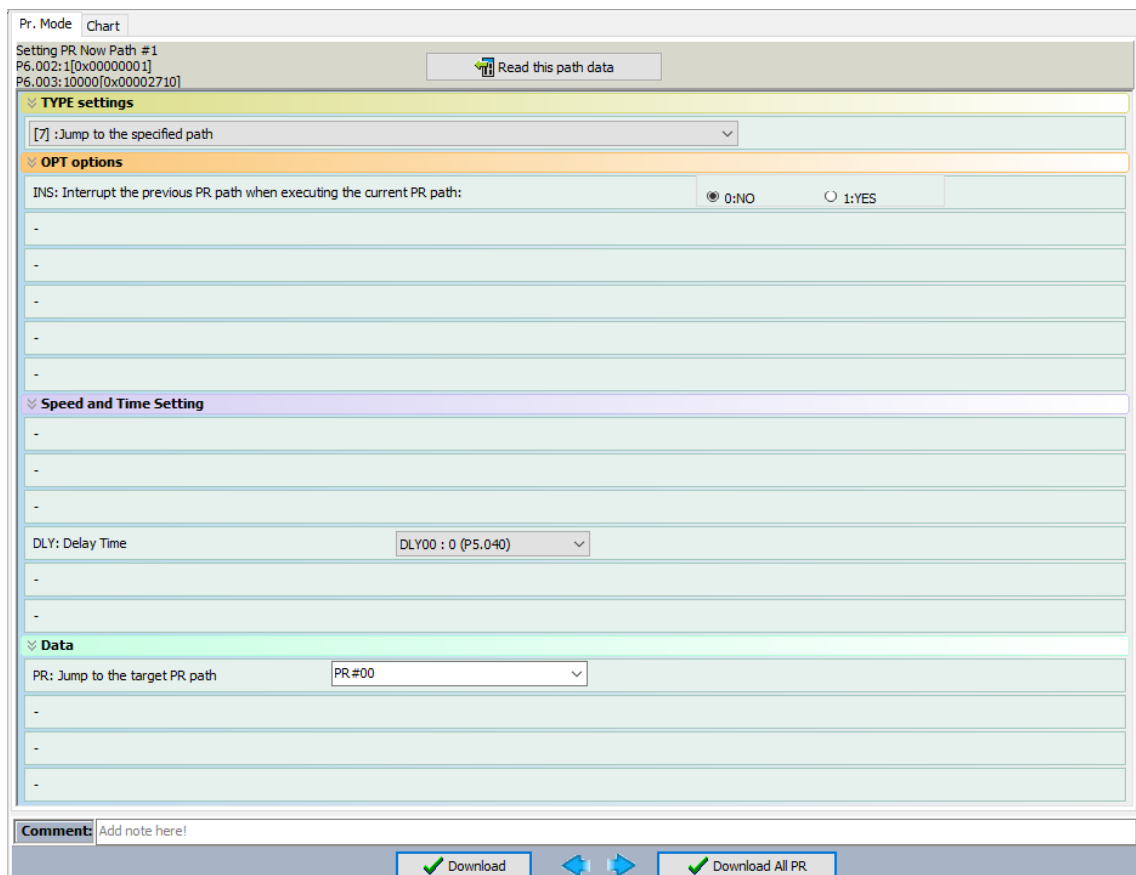 Pr. Mode Chart
Setting PR Now Path #1
P6.002:1[0x00000001]
P6.003:10000[0x00002710]
Read this path data
TYPE settings
[7] :Jump to the specified path
OPT options
INS: Interrupt the previous PR path when executing the current PR path: 0:NO 1:YES
-
-
-
-
-
Speed and Time Setting
-
-
-
DLY: Delay Time DLY00 : 0 (P5.040)
-
-
Data
PR: Jump to the target PR path PR#00
-
-
-
Comment: Add note here!
Download Download All PR